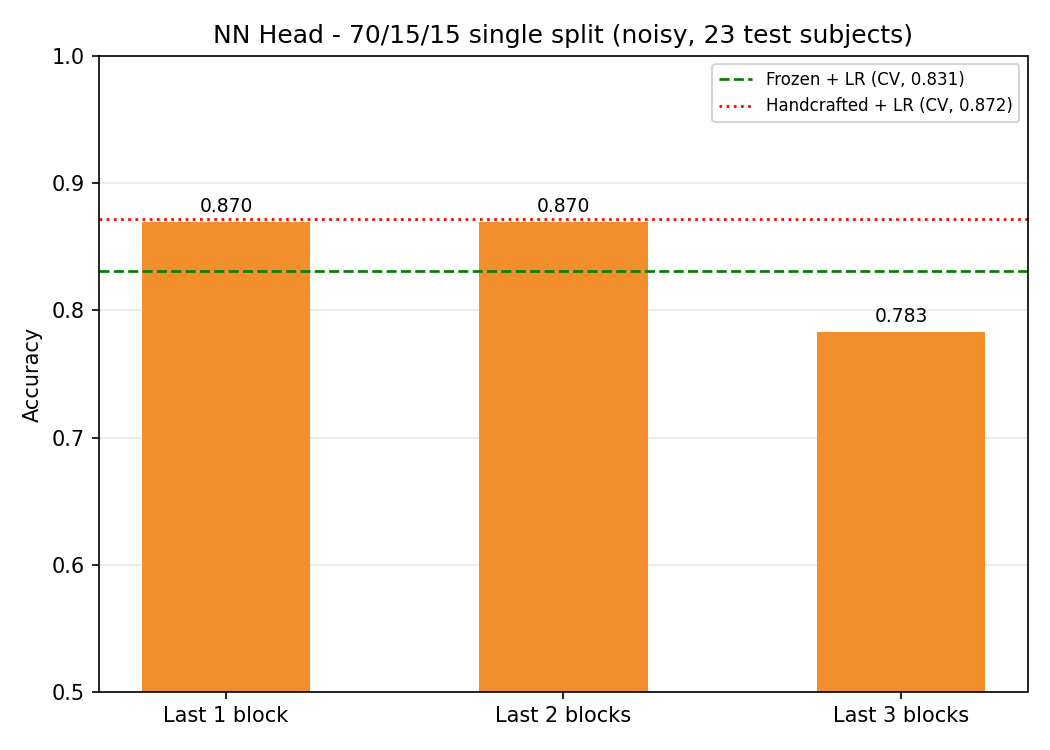 NN Head - 70/15/15 single split (noisy, 23 test subjects)
Frozen + LR (CV, 0.831)
Handcrafted + LR (CV, 0.872)
Accuracy
1.0
0.9
0.8
0.7
0.6
0.5
0.870
0.870
0.783
Last 1 block
Last 2 blocks
Last 3 blocks